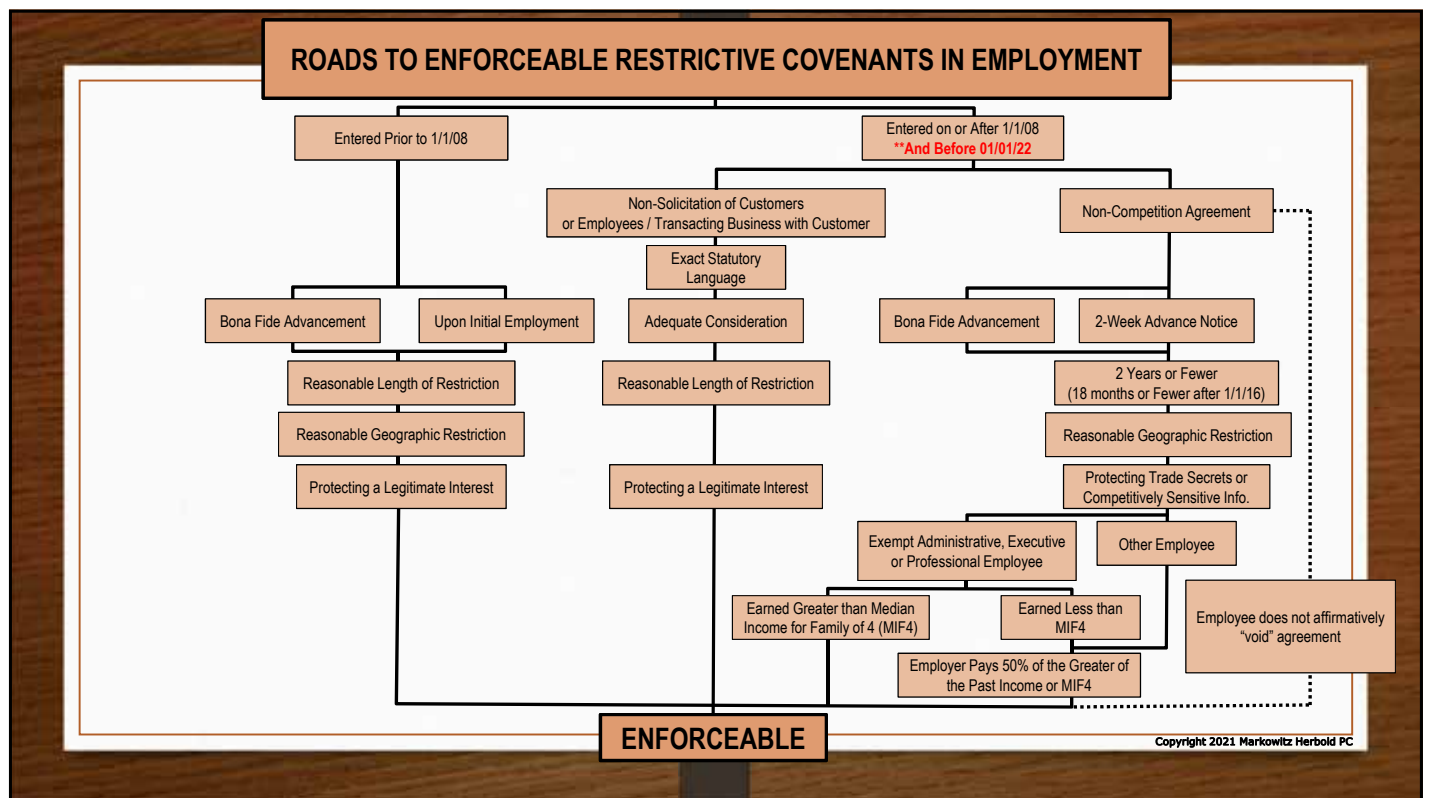 ROADS TO ENFORCEABLE RESTRICTIVE COVENANTS IN EMPLOYMENT
Entered Prior to 1/1/08
Entered on or After 1/1/08
**And Before 01/01/22
Non-Solicitation of Customers
or Employees / Transacting Business with Customer
Non-Competition Agreement
Exact Statutory
Language
Bona Fide Advancement
Upon Initial Employment
Adequate Consideration
Bona Fide Advancement
2-Week Advance Notice
Reasonable Length of Restriction
Reasonable Length of Restriction
2 Years or Fewer
(18 months or Fewer after 1/1/16)
Reasonable Geographic Restriction
Reasonable Geographic Restriction
Protecting a Legitimate Interest
Protecting a Legitimate Interest
Protecting Trade Secrets or
Competitively Sensitive Info.
Exempt Administrative, Executive
or Professional Employee
Other Employee
Earned Greater than Median
Income for Family of 4 (MIF4)
Earned Less than
MIF4
Employee does not affirmatively
“void” agreement
Employer Pays 50% of the Greater of
the Past Income or MIF4
ENFORCEABLE
Copyright 2021 Markowitz Herbold PC